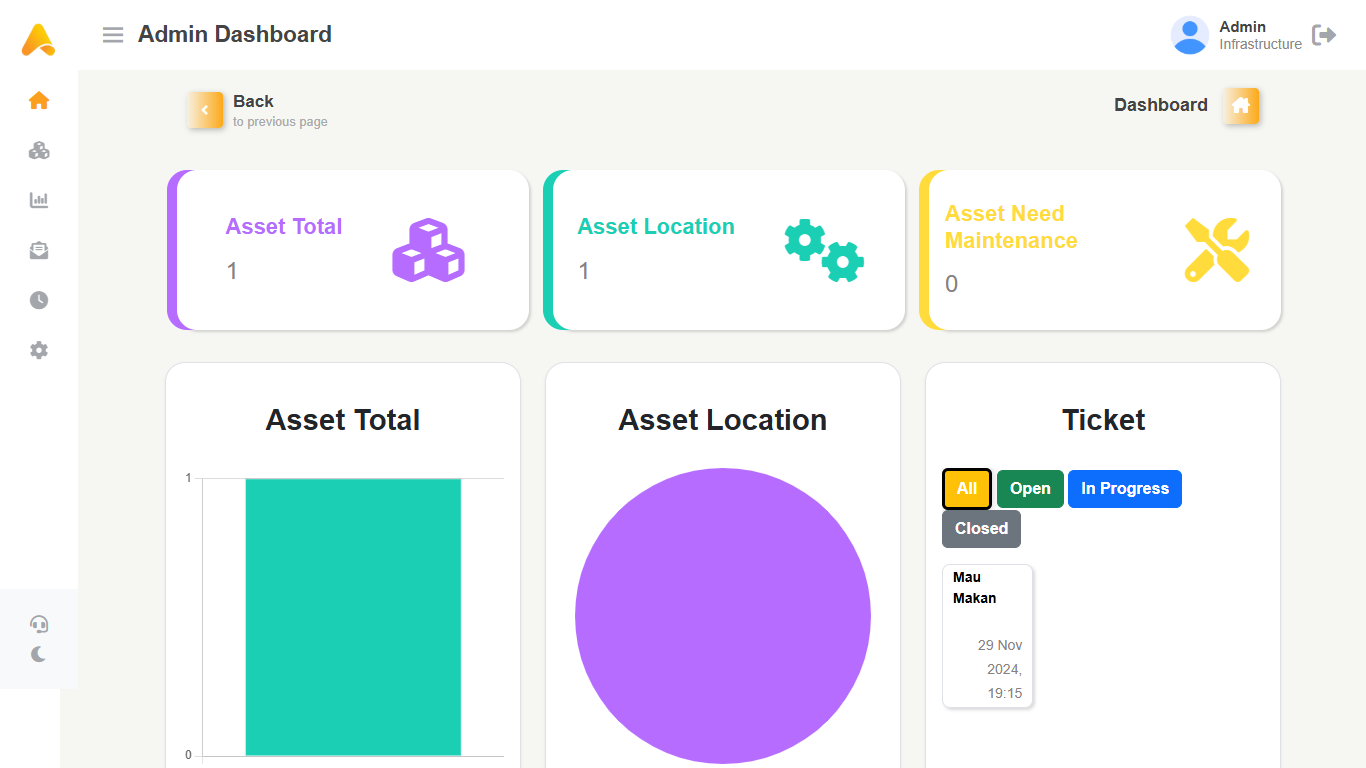 Admin Dashboard
Admin
Infrastructure
Back
to previous page
Dashboard
Asset Total
1
Asset Location
1
Asset Need
Maintenance
0
Asset Total
1
0
Asset Location
Ticket
All Open In Progress
Closed
Mau
Makan
29 Nov
2024,
19:15